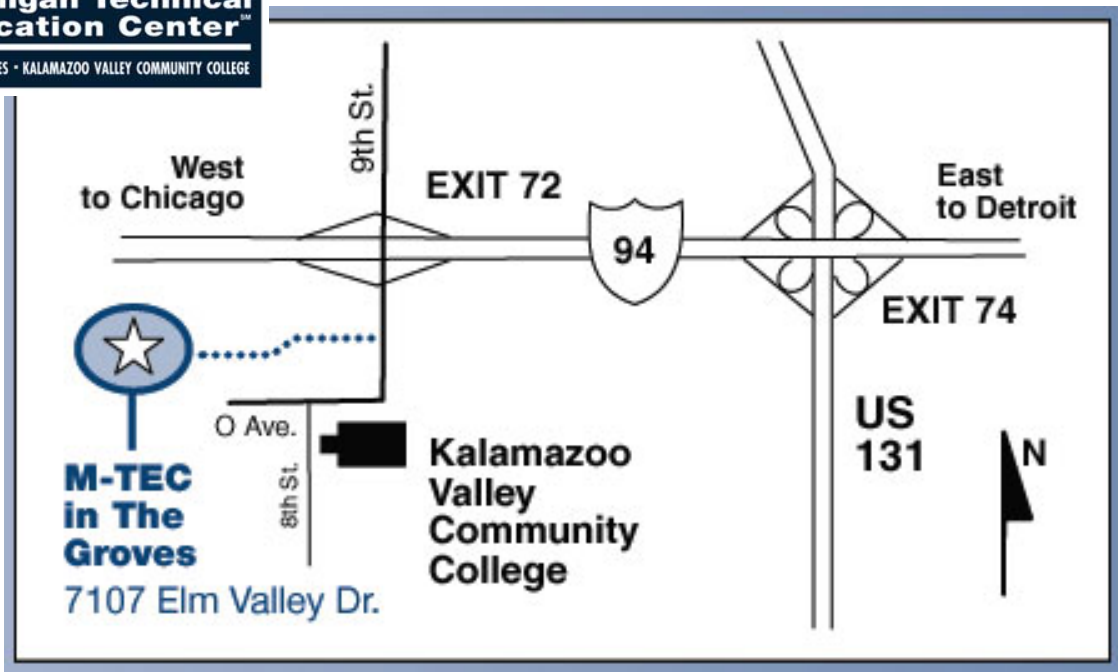 Technical
Center℠
KALAMAZOO VALLEY COMMUNITY COLLEGE
9th St.
West
to Chicago
EXIT 72
94
East
to Detroit
EXIT 74
US
131
N
O Ave.
8th St.
Kalamazoo
Valley
Community
College
M-TEC
in The
Groves
7107 Elm Valley Dr.